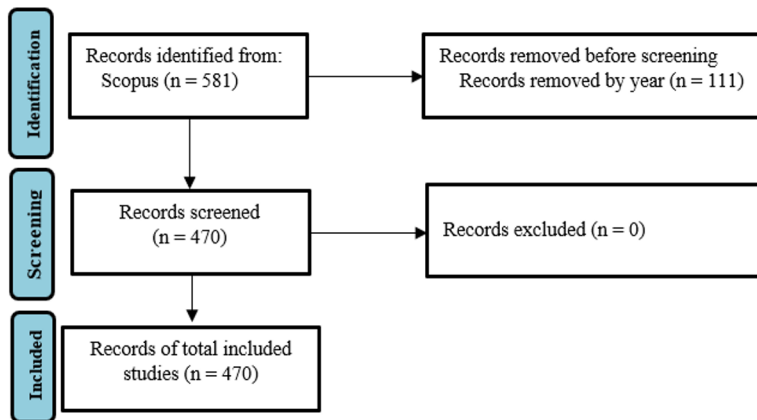 Identification
Records identified from:
Scopus (n = 581)
Records removed before screening
Records removed by year (n = 111)
Screening
Records screened
(n = 470)
Records excluded (n = 0)
Included
Records of total included
studies (n = 470)